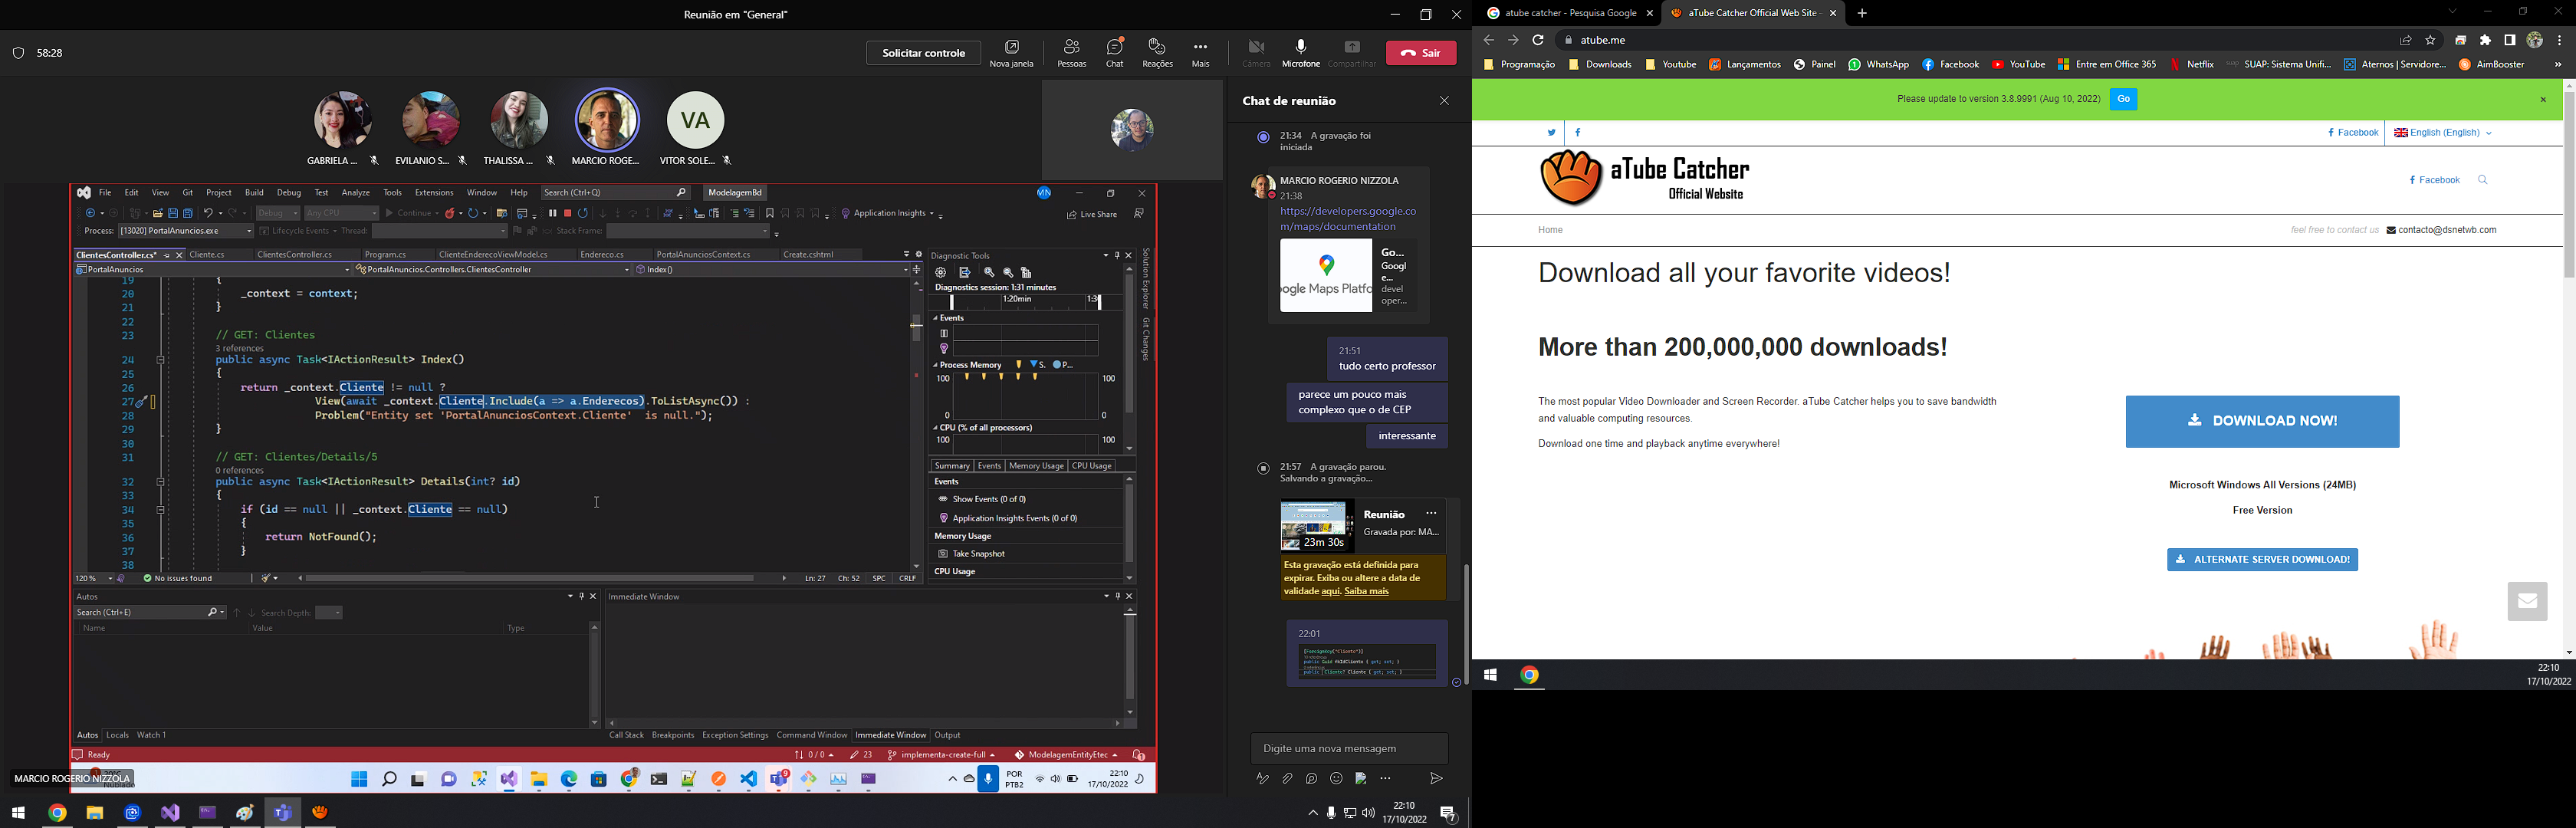 Reunião em "General"
58:28
Solicitar controle
Nova janela
Pessoas
Chat
Reações
Mais
Câmera
Microfone
Compartilhar
Sair
GABRIELA ...
EVILANIO S...
THALISSA ...
MARCIO ROGE...
VA
VITOR SOLE...
File Edit View Git Project Build Debug Test Analyze Tools Extensions Window Help
Search (Ctrl+Q)
ModelagemBd
MN
Debug
Any CPU
Continue
Application Insights
Live Share
Process: [13020] PortalAnuncios.exe
Lifecycle Events
Thread:
Stack Frame:
ClientesController.cs*
Cliente.cs
ClientesController.cs
Program.cs
ClienteEnderecoViewModel.cs
Endereco.cs
PortalAnunciosContext.cs
Create.cshtml
PortalAnuncios
PortalAnuncios.Controllers.ClientesController
Index()
19 {
20 _context = context;
21 }
22
23 // GET: Clientes
3 references
24 public async Task<IActionResult> Index()
25 {
26 return _context.Cliente != null ?
27 View(await _context.Cliente.Include(a => a.Enderecos).ToListAsync()) :
28 Problem("Entity set 'PortalAnunciosContext.Cliente'  is null.");
29 }
30
31 // GET: Clientes/Details/5
0 references
32 public async Task<IActionResult> Details(int? id)
33 {
34 if (id == null || _context.Cliente == null)
35 {
36 return NotFound();
37 }
38
120 %
No issues found
Ln: 27
Ch: 52
SPC
CRLF
Diagnostic Tools
Diagnostics session: 1:31 minutes
1:20min
1:3
Events
Process Memory
S.
P...
100
100
0
0
CPU (% of all processors)
100
100
Summary
Events
Memory Usage
CPU Usage
Events
Show Events (0 of 0)
Application Insights Events (0 of 0)
Memory Usage
Take Snapshot
CPU Usage
Solution Explorer
Git Changes
Autos
Search (Ctrl+E)
Search Depth:
Name
Value
Type
Immediate Window
Autos
Locals
Watch 1
Call Stack
Breakpoints
Exception Settings
Command Window
Immediate Window
Output
Ready
0 / 0
23
implementa-create-full
ModelagemEntityEtec
MARCIO ROGERIO NIZZOLA
Nublado
POR
PTB2
22:10
17/10/2022
Chat de reunião
21:34 A gravação foi
iniciada
MARCIO ROGERIO NIZZOLA
21:38
https://developers.google.co
m/maps/documentation
Go...
Googl
e...
devel
oper...
ogle Maps Platfo
21:51
tudo certo professor
parece um pouco mais
complexo que o de CEP
interessante
21:57 A gravação parou.
Salvando a gravação...
Reunião
Gravada por: MA...
23m 30s
Esta gravação está definida para
expirar. Exiba ou altere a data de
validade aqui. Saiba mais
22:01
[ForeignKey("Cliente")]
public Guid FkIdCliente { get; set; }
public Cliente? Cliente { get; set; }
Digite uma nova mensagem
22:10
17/10/2022
7
atube catcher - Pesquisa Google
aTube Catcher Official Web Site -
atube.me
Programação
Downloads
Youtube
Lançamentos
Painel
WhatsApp
Facebook
YouTube
Entre em Office 365
Netflix
SUAP: Sistema Unifi...
Aternos | Servidore...
AimBooster
Please update to version 3.8.9991 (Aug 10, 2022)
Go
Facebook
English (English)
aTube Catcher
Official Website
Facebook
Home
feel free to contact us
contacto@dsnetwb.com
Download all your favorite videos!
More than 200,000,000 downloads!
The most popular Video Downloader and Screen Recorder. aTube Catcher helps you to save bandwidth
and valuable computing resources.
Download one time and playback anytime everywhere!
DOWNLOAD NOW!
Microsoft Windows All Versions (24MB)
Free Version
ALTERNATE SERVER DOWNLOAD!
22:10
17/10/2022